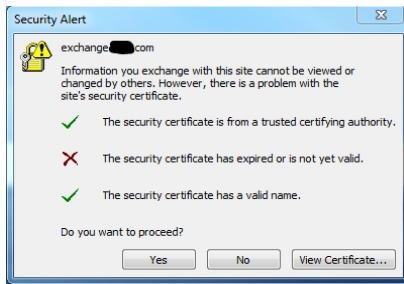 Security Alert
exchange com
Information you exchange with this site cannot be viewed or
changed by others. However, there is a problem with the
site's security certificate.
The security certificate is from a trusted certifying authority.
The security certificate has expired or is not yet valid.
The security certificate has a valid name.
Do you want to proceed?
Yes No View Certificate...